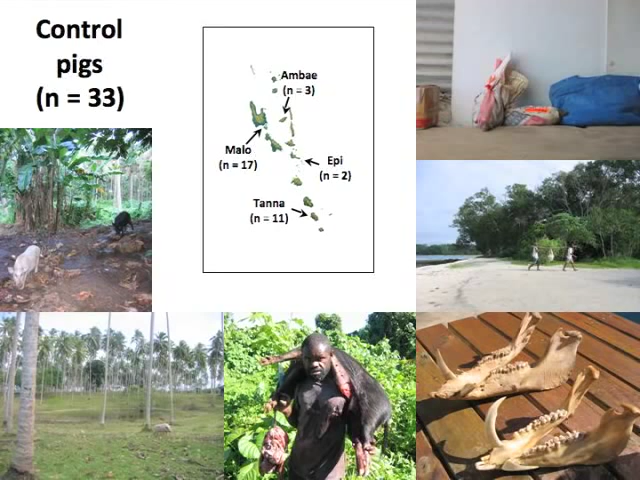 Control
pigs
(n = 33)
Ambae
(n = 3)
Malo
(n = 17)
Epi
(n = 2)
Tanna
(n = 11)